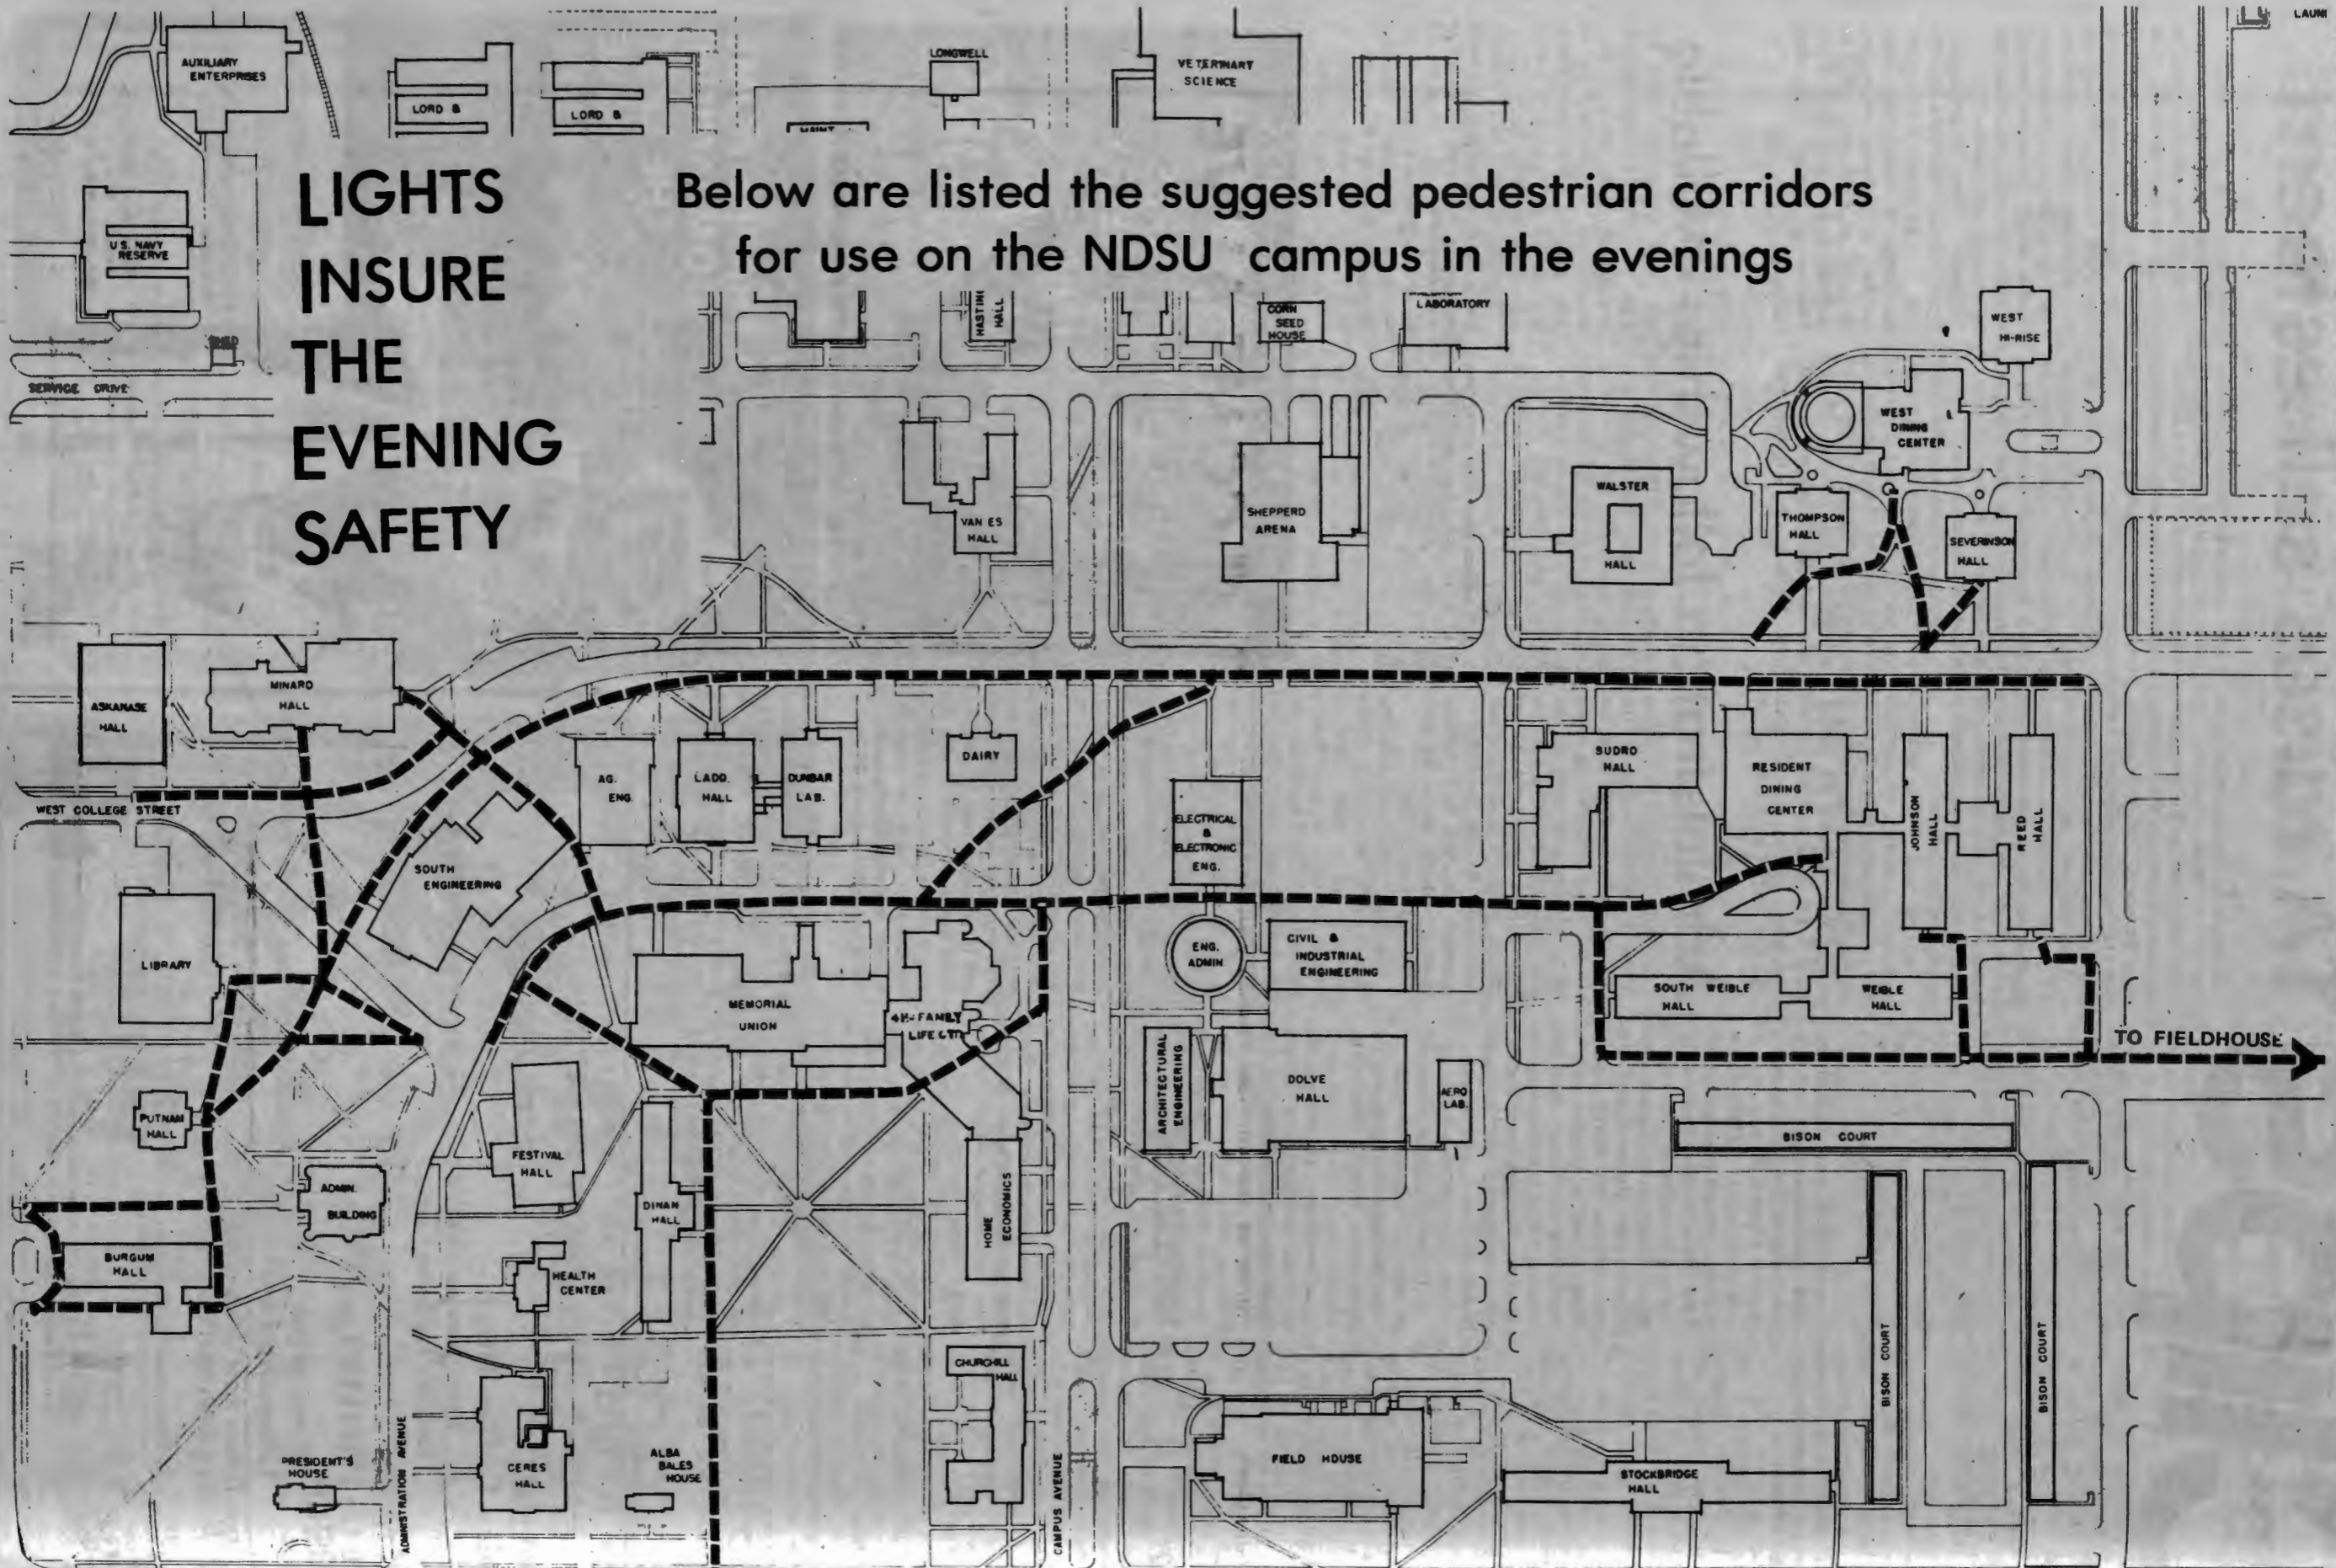 LAUN
AUXILIARY
ENTERPRISES
LORD &
LORD &
LONGWELL
VETERINARY
SCIENCE
MAINT
LIGHTS
INSURE
THE
EVENING
SAFETY
Below are listed the suggested pedestrian corridors
for use on the NDSU campus in the evenings
U.S. NAVY
RESERVE
SHED
SERVICE DRIVE
HASTIN
HALL
CORN
SEED
HOUSE
LABORATORY
WEST
HI-RISE
WEST
DINING
CENTER
VAN ES
HALL
SHEPPERD
ARENA
WALSTER
HALL
THOMPSON
HALL
SEVERINSON
HALL
ASKANASE
HALL
MINARD
HALL
WEST COLLEGE STREET
AG.
ENG.
LADD
HALL
DUNBAR
LAB.
DAIRY
ELECTRICAL
&
ELECTRONIC
ENG.
SUDRO
HALL
RESIDENT
DINING
CENTER
JOHNSON
HALL
REED
HALL
SOUTH
ENGINEERING
LIBRARY
MEMORIAL
UNION
4H-FAMILY
LIFE CTR
ENG.
ADMIN
CIVIL &
INDUSTRIAL
ENGINEERING
SOUTH WEIBLE
HALL
WEIBLE
HALL
TO FIELDHOUSE
PUTNAM
HALL
ADMIN.
BUILDING
FESTIVAL
HALL
DINAN
HALL
HOME
ECONOMICS
ARCHITECTURAL
ENGINEERING
DOLVE
HALL
AERO
LAB.
BISON COURT
BURGUM
HALL
HEALTH
CENTER
CHURCHILL
HALL
BISON COURT
BISON COURT
PRESIDENT'S
HOUSE
ADMINISTRATION AVENUE
CERES
HALL
ALBA
BALES
HOUSE
CAMPUS AVENUE
FIELD HOUSE
STOCKBRIDGE
HALL